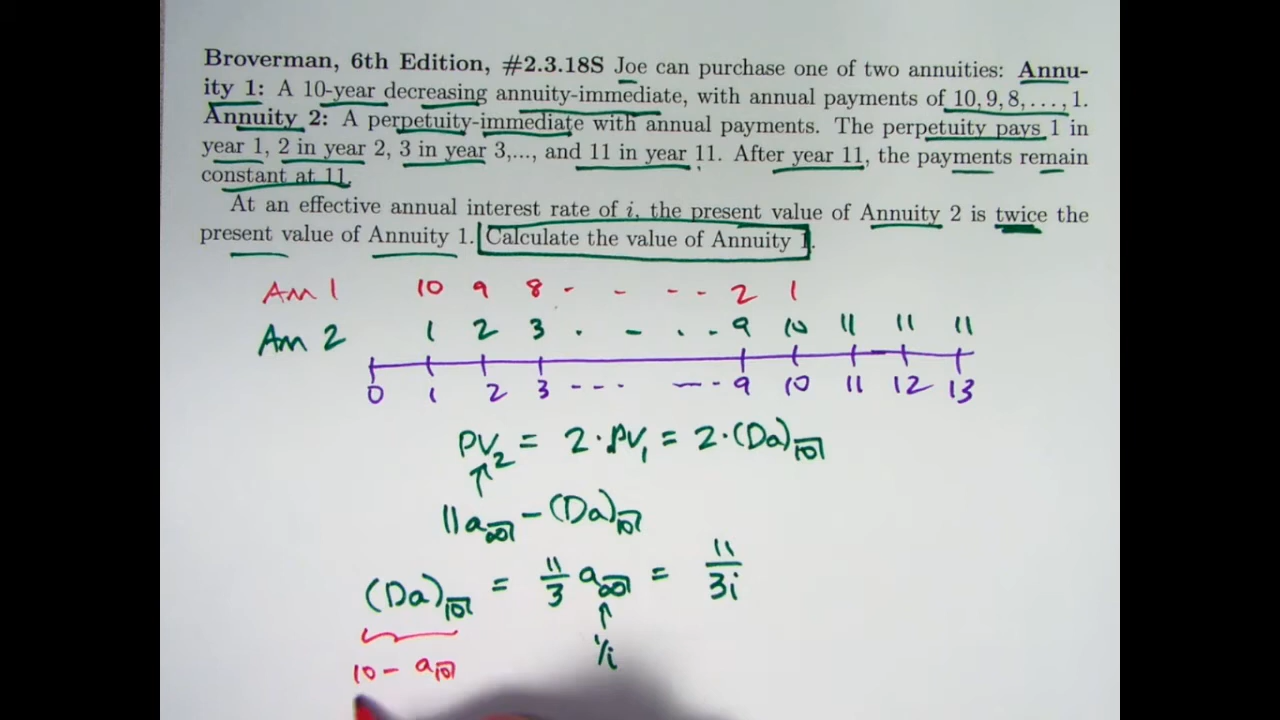 Broverman, 6th Edition, #2.3.18S Joe can purchase one of two annuities: Annu-
ity 1: A 10-year decreasing annuity-immediate, with annual payments of 10, 9, 8, . . . , 1.
Annuity 2: A perpetuity-immediate with annual payments. The perpetuity pays 1 in
year 1, 2 in year 2, 3 in year 3,..., and 11 in year 11. After year 11, the payments remain
constant at 11.
At an effective annual interest rate of i, the present value of Annuity 2 is twice the
present value of Annuity 1. Calculate the value of Annuity 1.
Ann 1 10 9 8 - - - - 2 1
Ann 2 1 2 3 . - . - 9 10 11 11 11
0 1 2 3 - - - - - - 9 10 11 12 13
PV₂ = 2 · PV₁ = 2 · (Da)10̅|
11a∞̅| − (Da)10̅|
(Da)10̅| = 11/3 a∞̅| = 11/3i
1/i
10 − a10̅|